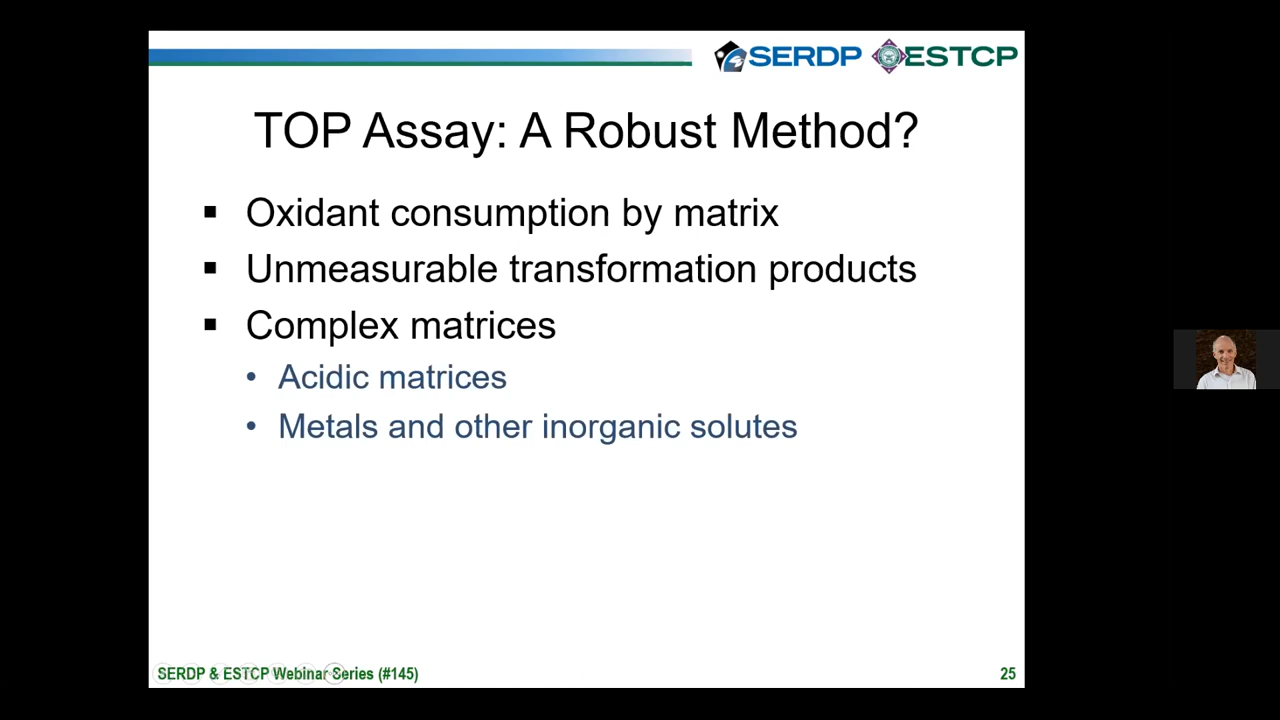 SERDP ESTCP
TOP Assay: A Robust Method?
▪ Oxidant consumption by matrix
▪ Unmeasurable transformation products
▪ Complex matrices
• Acidic matrices
• Metals and other inorganic solutes
SERDP & ESTCP Webinar Series (#145)
25